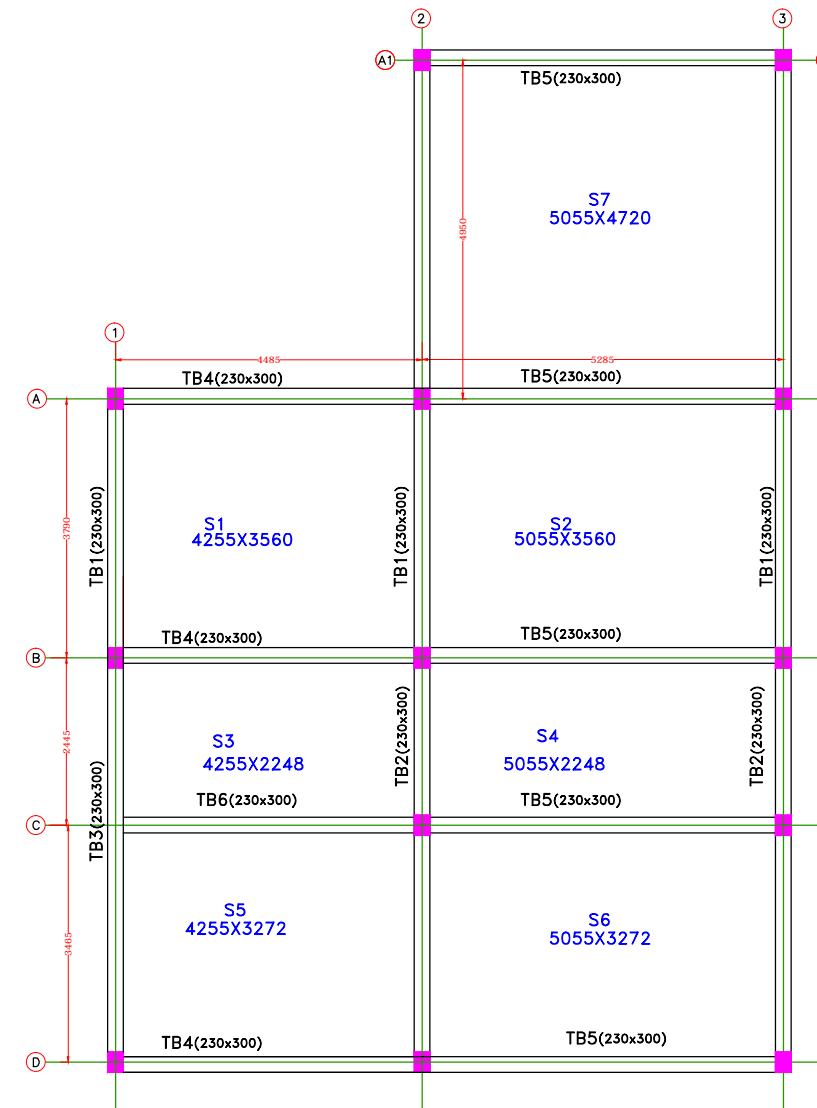 2
3
A1
TB5(230x300)
S7
5055X4720
4950
1
4485
5285
TB4(230x300)
TB5(230x300)
A
TB1(230x300)
3790
S1
4255X3560
TB1(230x300)
S2
5055X3560
TB1(230x300)
TB4(230x300)
TB5(230x300)
B
2445
S3
4255X2248
TB2(230x300)
S4
5055X2248
TB2(230x300)
TB6(230x300)
TB5(230x300)
C
TB3(230x300)
3465
S5
4255X3272
S6
5055X3272
TB4(230x300)
TB5(230x300)
D